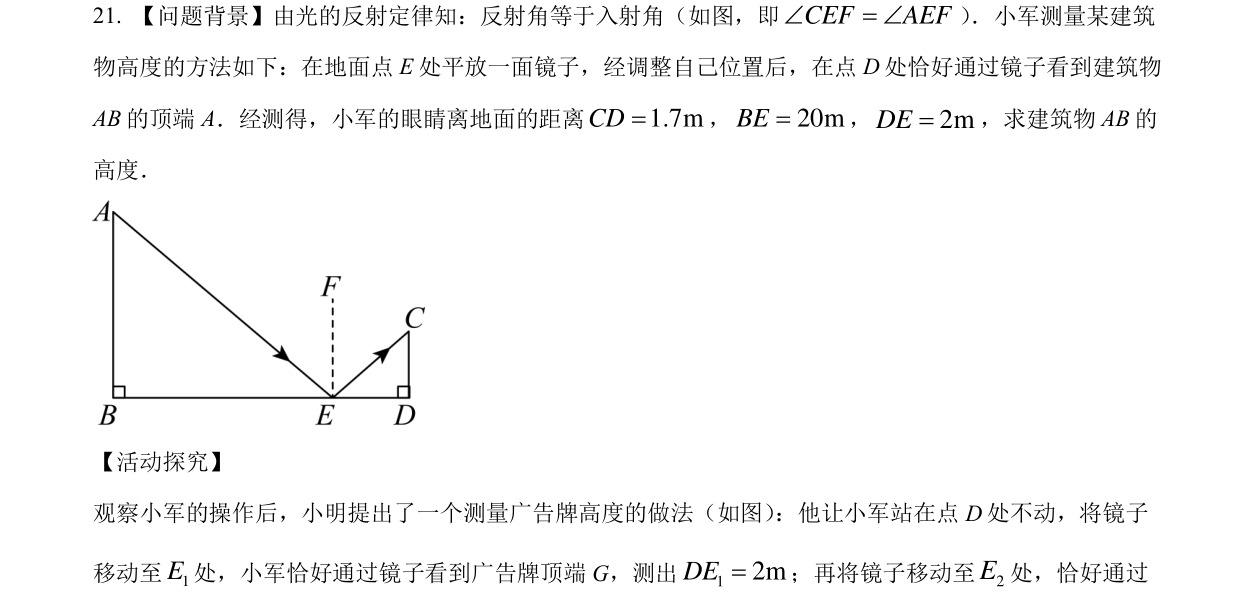 21. 【问题背景】由光的反射定律知：反射角等于入射角（如图，即∠CEF = ∠AEF）．小军测量某建筑
物高度的方法如下：在地面点 E 处平放一面镜子，经调整自己位置后，在点 D 处恰好通过镜子看到建筑物
AB 的顶端 A．经测得，小军的眼睛离地面的距离CD =1.7m，BE = 20m，DE = 2m，求建筑物 AB 的
高度．
A
F
C
B
E
D
【活动探究】
观察小军的操作后，小明提出了一个测量广告牌高度的做法（如图）：他让小军站在点 D 处不动，将镜子
移动至E₁处，小军恰好通过镜子看到广告牌顶端 G，测出DE₁ = 2m；再将镜子移动至E₂处，恰好通过